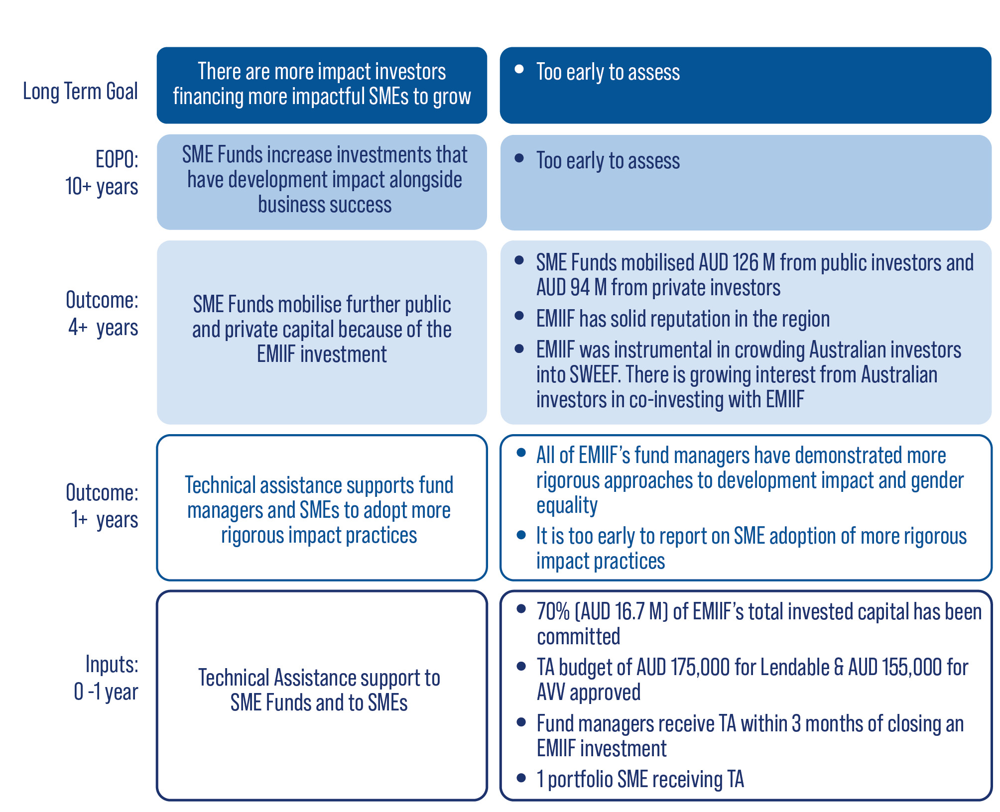 Long Term Goal
There are more impact investors
financing more impactful SMEs to grow
• Too early to assess
EOPO:
10+ years
SME Funds increase investments that
have development impact alongside
business success
• Too early to assess
Outcome:
4+ years
SME Funds mobilise further public
and private capital because of the
EMIIF investment
• SME Funds mobilised AUD 126 M from public investors and
AUD 94 M from private investors
• EMIIF has solid reputation in the region
• EMIIF was instrumental in crowding Australian investors
into SWEEF. There is growing interest from Australian
investors in co-investing with EMIIF
Outcome:
1+ years
Technical assistance supports fund
managers and SMEs to adopt more
rigorous impact practices
• All of EMIIF’s fund managers have demonstrated more
rigorous approaches to development impact and gender
equality
• It is too early to report on SME adoption of more rigorous
impact practices
Inputs:
0 -1 year
Technical Assistance support to
SME Funds and to SMEs
• 70% (AUD 16.7 M) of EMIIF’s total invested capital has been
committed
• TA budget of AUD 175,000 for Lendable & AUD 155,000 for
AVV approved
• Fund managers receive TA within 3 months of closing an
EMIIF investment
• 1 portfolio SME receiving TA